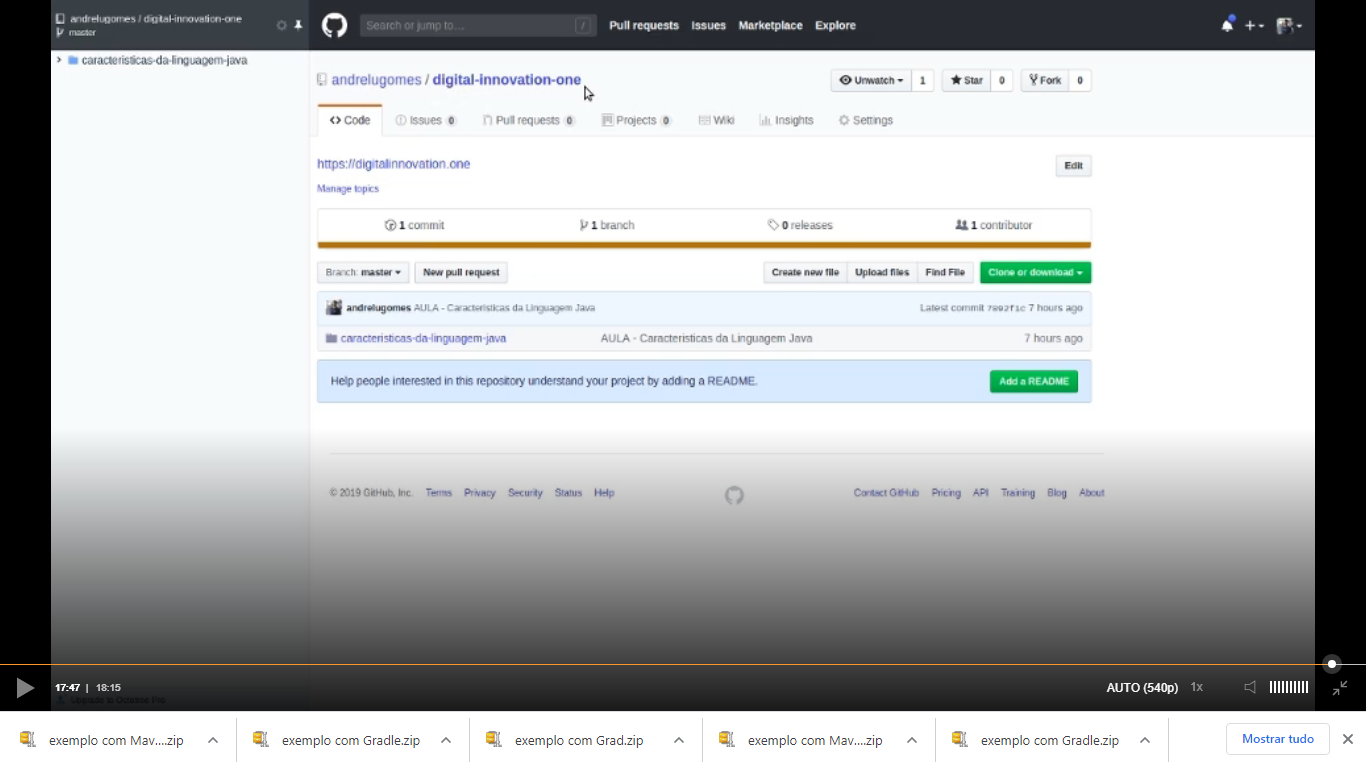 andrelugomes / digital-innovation-one
master
caracteristicas-da-linguagem-java
Search or jump to...
/
Pull requests Issues Marketplace Explore
andrelugomes / digital-innovation-one
Unwatch 1 Star 0 Fork 0
Code Issues 0 Pull requests 0 Projects 0 Wiki Insights Settings
https://digitalinnovation.one
Edit
Manage topics
1 commit 1 branch 0 releases 1 contributor
Branch: master New pull request Create new file Upload files Find File Clone or download
andrelugomes AULA - Caracteristicas da Linguagem Java Latest commit 7 hours ago
caracteristicas-da-linguagem-java AULA - Caracteristicas da Linguagem Java 7 hours ago
Help people interested in this repository understand your project by adding a README. Add a README
© 2019 GitHub, Inc. Terms Privacy Security Status Help Contact GitHub Pricing API Training Blog About
17:47 | 18:15
AUTO (540p) 1x
exemplo com Mav....zip exemplo com Gradle.zip exemplo com Grad.zip exemplo com Mav....zip exemplo com Gradle.zip Mostrar tudo